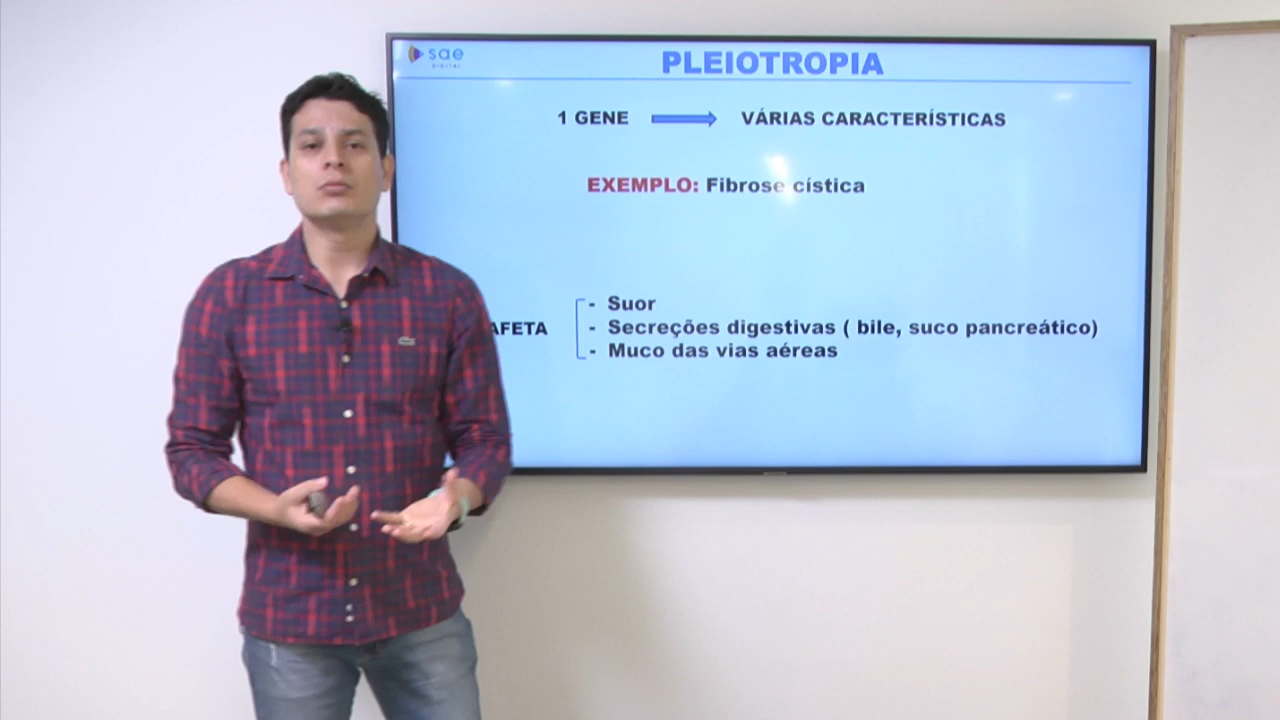 sae
DIGITAL
PLEIOTROPIA
1 GENE VÁRIAS CARACTERÍSTICAS
EXEMPLO: Fibrose cística
- Suor
AFETA - Secreções digestivas ( bile, suco pancreático)
- Muco das vias aéreas